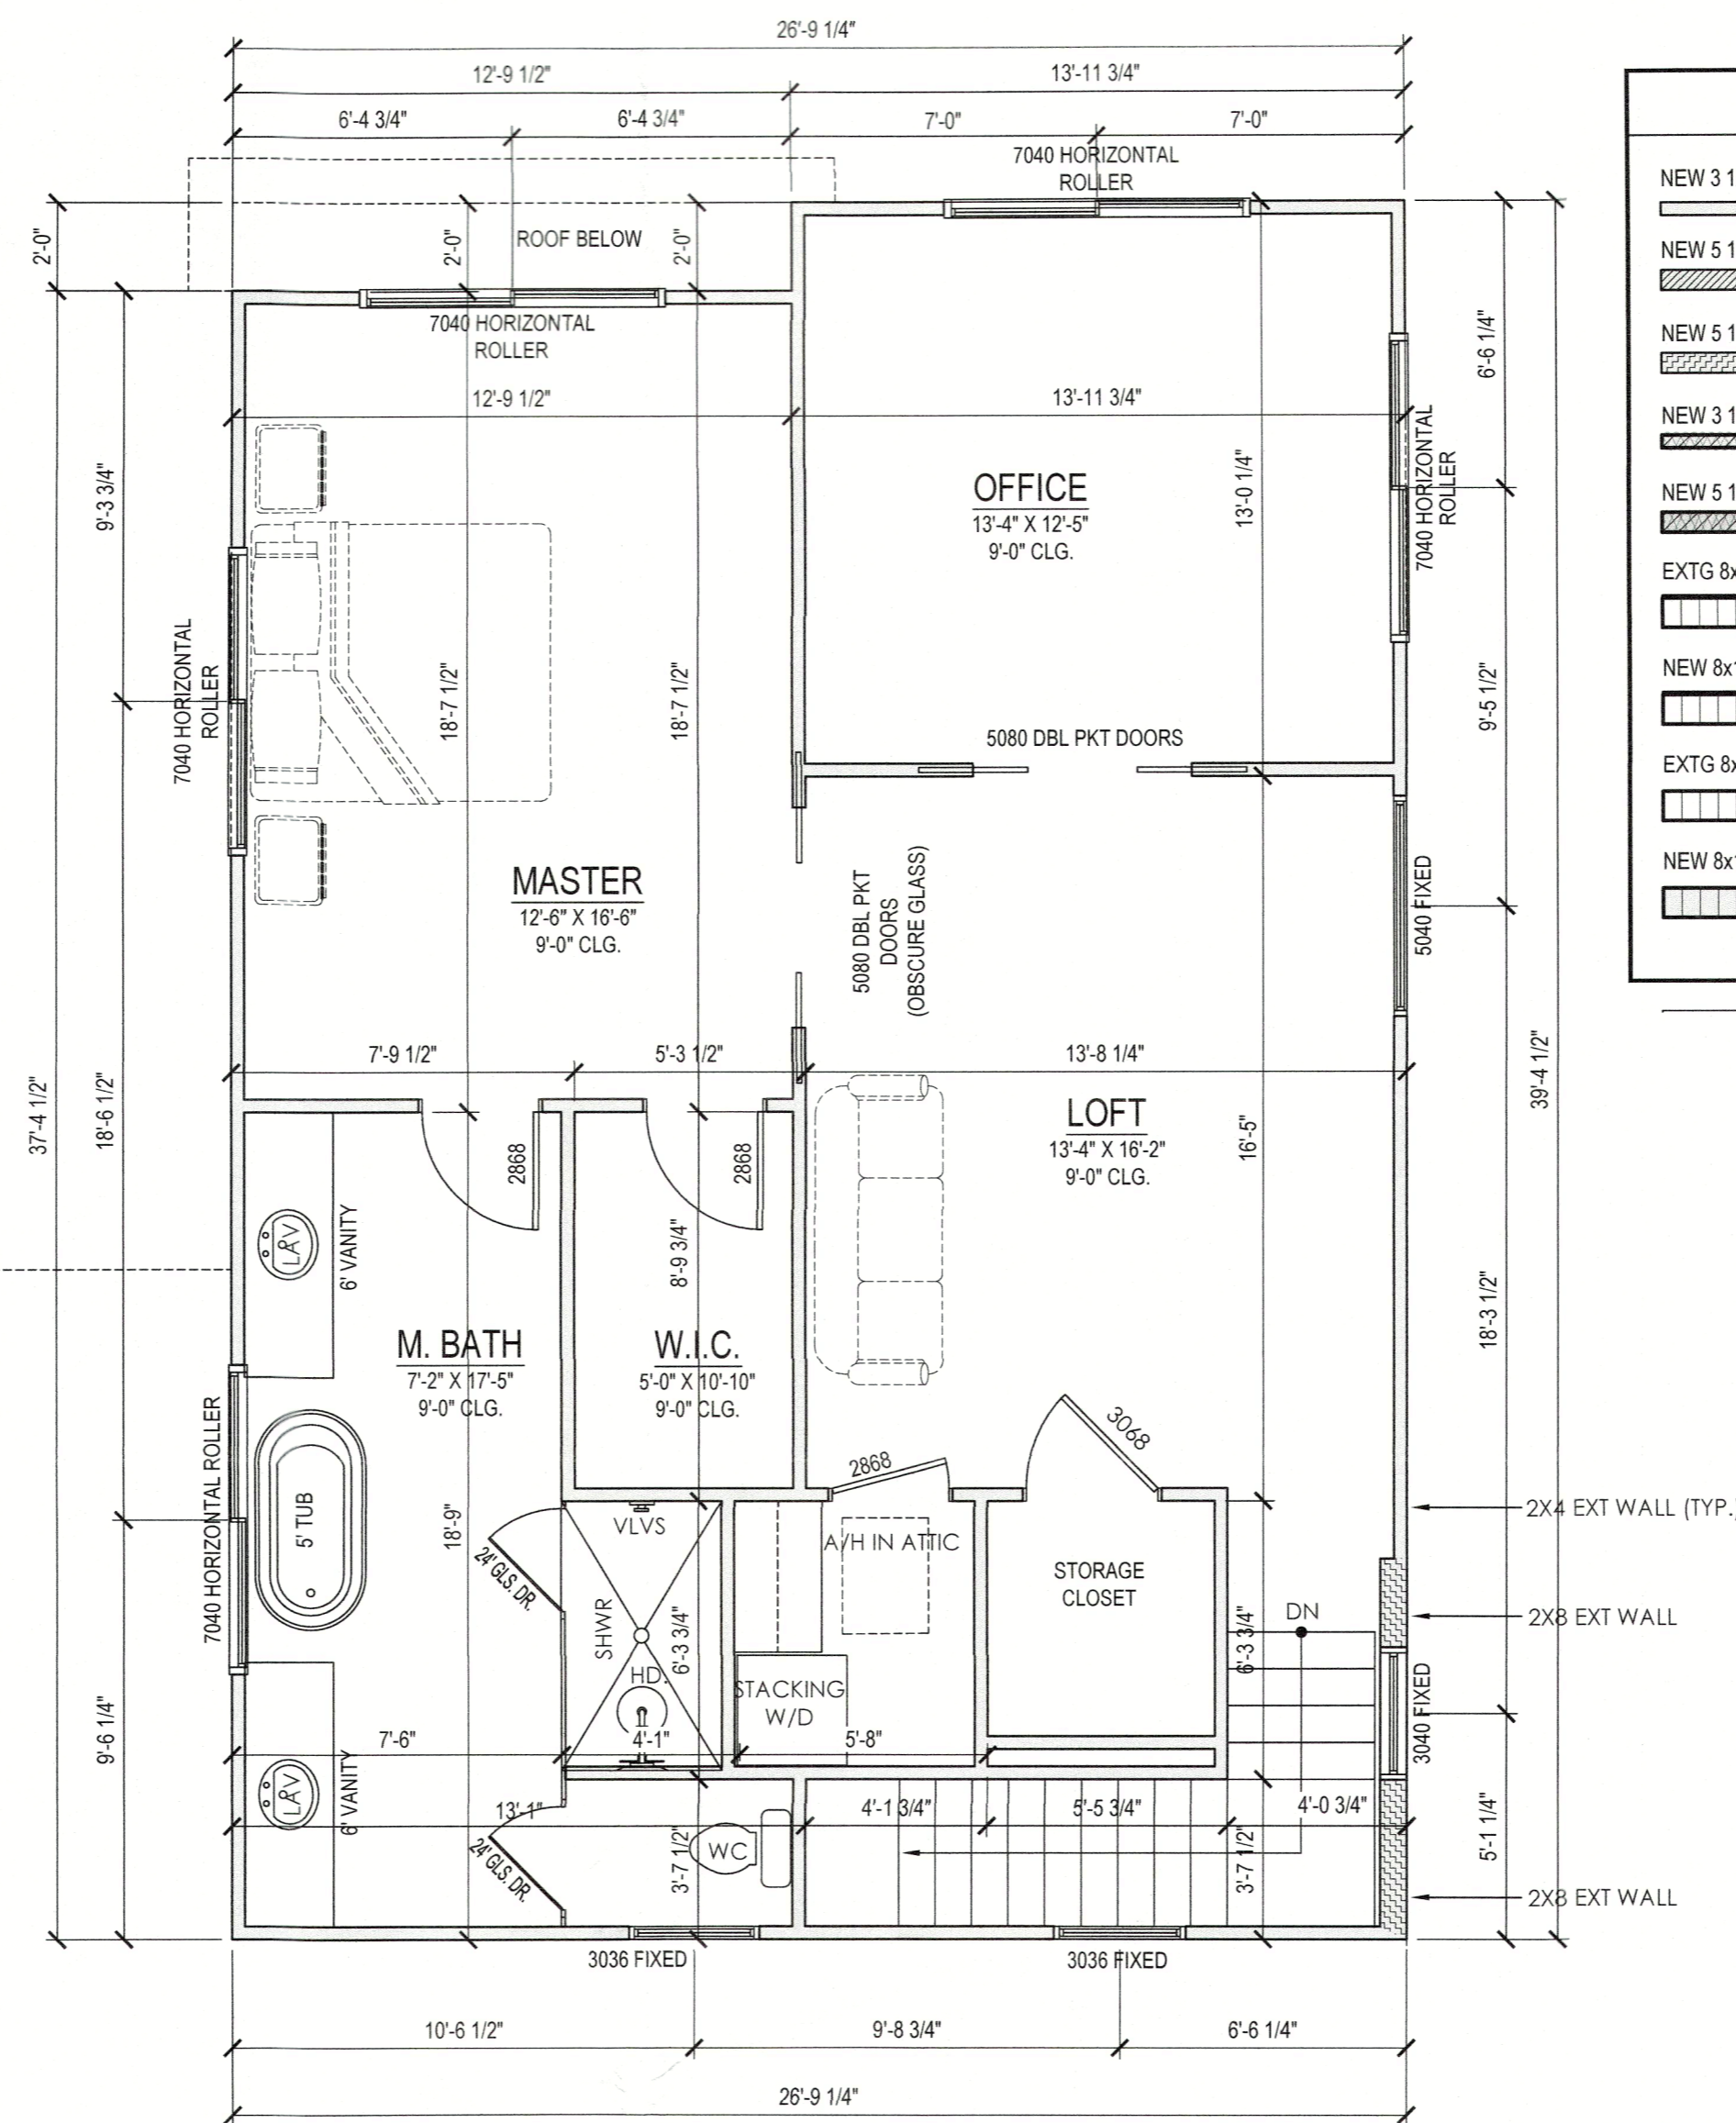 26'-9 1/4"
12'-9 1/2"
13'-11 3/4"
6'-4 3/4"
6'-4 3/4"
7'-0"
7'-0"
7040 HORIZONTAL
ROLLER
2'-0"
2'-0"
ROOF BELOW
2'-0"
7040 HORIZONTAL
ROLLER
12'-9 1/2"
13'-11 3/4"
6'-6 1/4"
7040 HORIZONTAL
ROLLER
9'-3 3/4"
OFFICE
13'-4" X 12'-5"
9'-0" CLG.
13'-0 1/4"
7040 HORIZONTAL
ROLLER
18'-7 1/2"
18'-7 1/2"
9'-5 1/2"
5080 DBL PKT DOORS
MASTER
12'-6" X 16'-6"
9'-0" CLG.
5080 DBL PKT
DOORS
(OBSCURE GLASS)
5040 FIXED
7'-9 1/2"
5'-3 1/2"
13'-8 1/4"
37'-4 1/2"
18'-6 1/2"
39'-4 1/2"
2868
2868
LOFT
13'-4" X 16'-2"
9'-0" CLG.
16'-5"
LAV
6' VANITY
8'-9 3/4"
18'-3 1/2"
M. BATH
7'-2" X 17'-5"
9'-0" CLG.
W.I.C.
5'-0" X 10'-10"
9'-0" CLG.
2868
3068
7040 HORIZONTAL ROLLER
5' TUB
18'-9"
24' GLS. DR.
VLVS
SHWR
HD.
6'-3 3/4"
A/H IN ATTIC
STORAGE
CLOSET
STACKING
W/D
DN
6'-3 3/4"
2X4 EXT WALL (TYP.
2X8 EXT WALL
3040 FIXED
9'-6 1/4"
7'-6"
4'-1"
5'-8"
LAV
6' VANITY
13'-1"
24' GLS. DR.
3'-7 1/2"
WC
4'-1 3/4"
5'-5 3/4"
4'-0 3/4"
3'-7 1/2"
5'-1 1/4"
2X8 EXT WALL
3036 FIXED
3036 FIXED
10'-6 1/2"
9'-8 3/4"
6'-6 1/4"
26'-9 1/4"
NEW 3 1
NEW 5 1
NEW 5 1
NEW 3 1
NEW 5 1
EXTG 8x
NEW 8x
EXTG 8x
NEW 8x